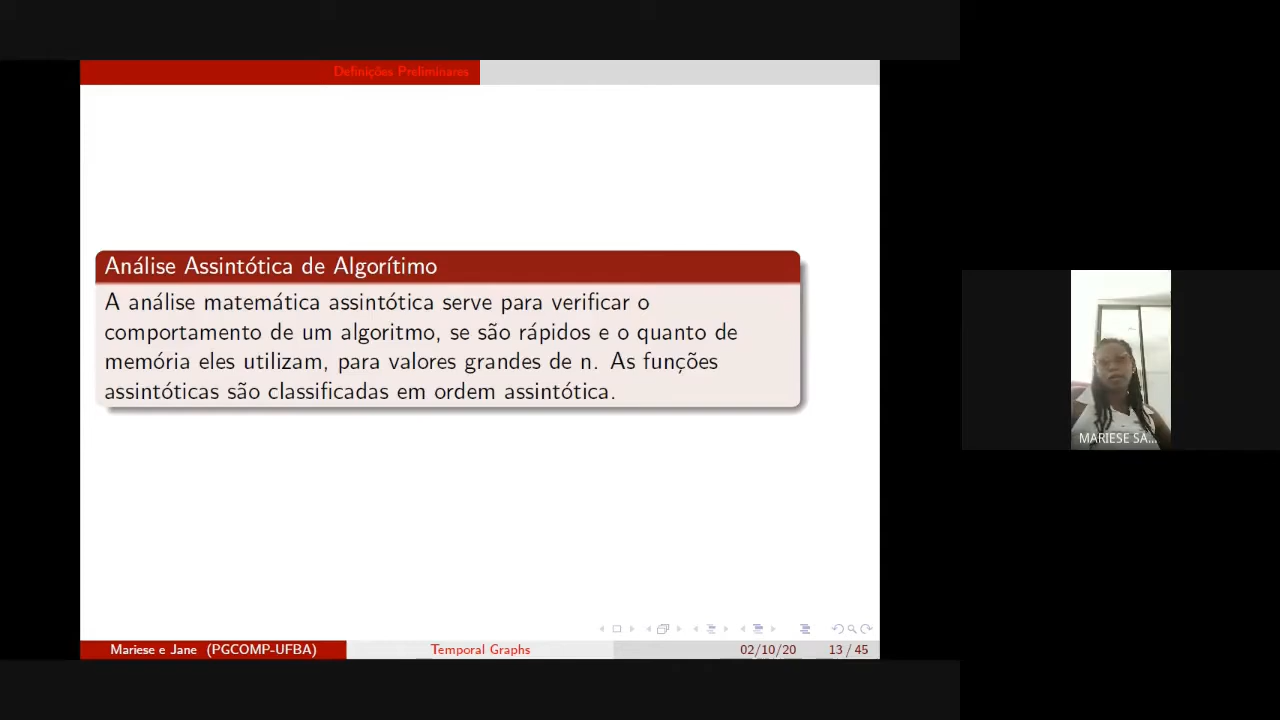 Definições Preliminares
Análise Assintótica de Algorítimo
A análise matemática assintótica serve para verificar o
comportamento de um algoritmo, se são rápidos e o quanto de
memória eles utilizam, para valores grandes de n. As funções
assintóticas são classificadas em ordem assintótica.
MARIESE SA...
Mariese e Jane (PGCOMP-UFBA)
Temporal Graphs
02/10/20
13 / 45